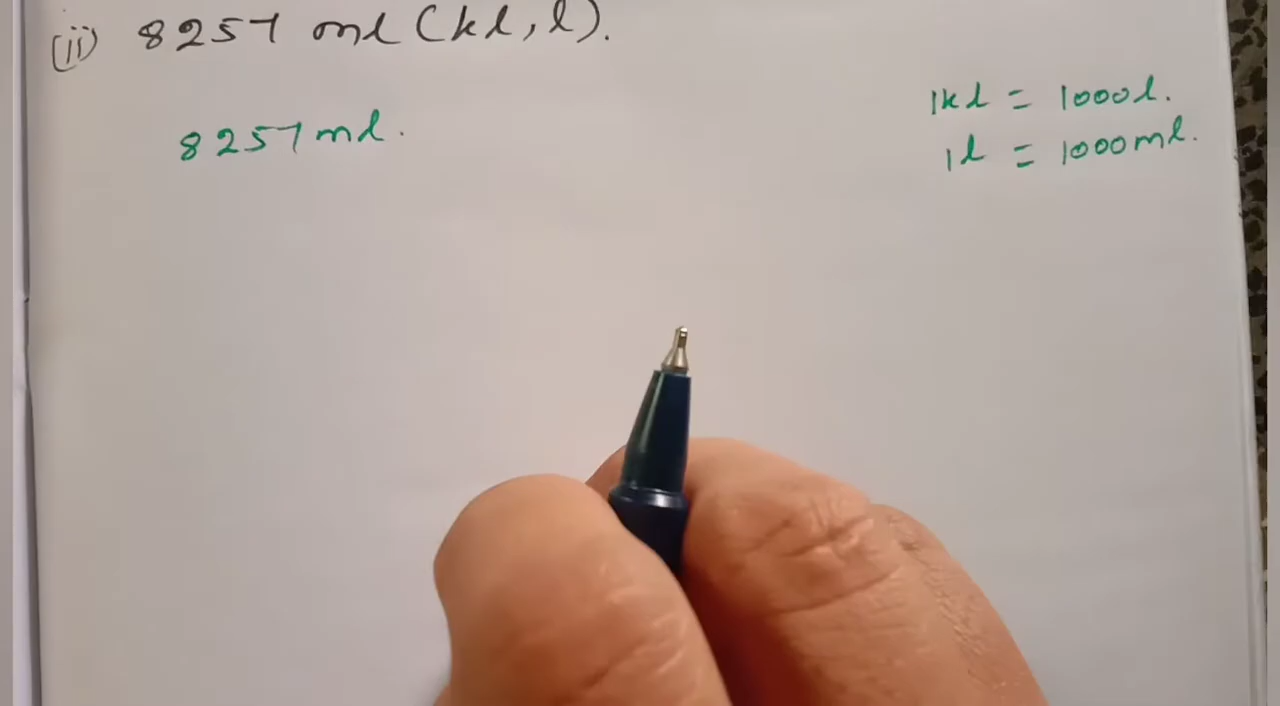 (ii) 8257 ml (kl, l).
1kl = 1000l.
8257 ml.
1l = 1000ml.